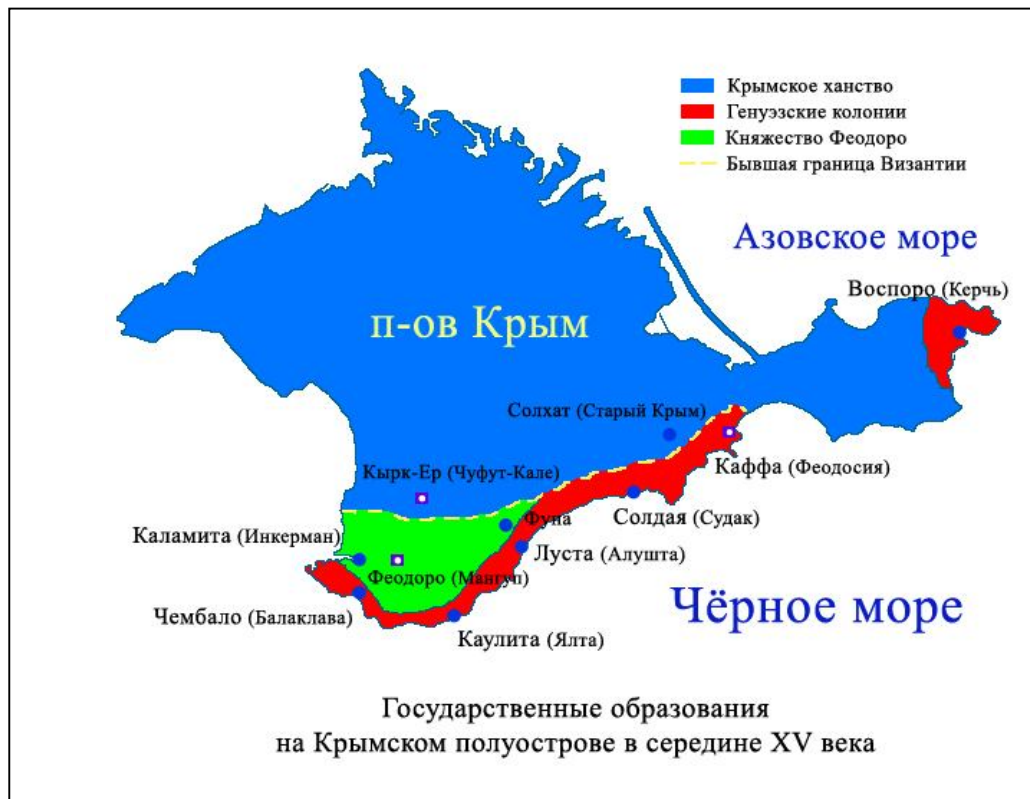 Крымское ханство
Генуэзские колонии
Княжество Феодоро
Бывшая граница Византии
Азовское море
Воспоро (Керчь)
п-ов Крым
Солхат (Старый Крым)
Каффа (Феодосия)
Кырк-Ер (Чуфут-Кале)
Солдая (Судак)
Фуна
Каламита (Инкерман)
Луста (Алушта)
Феодоро (Мангуп)
Чембало (Балаклава)
Чёрное море
Каулита (Ялта)
Государственные образования
на Крымском полуострове в середине XV века